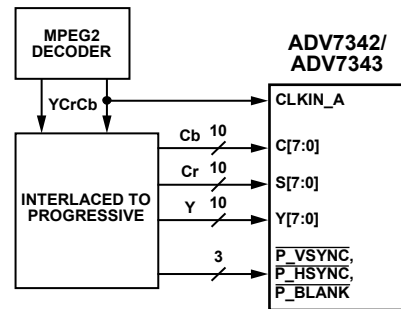 MPEG2
DECODER
YCrCb
INTERLACED TO
PROGRESSIVE
Cb 10
Cr 10
Y 10
3
ADV7342/
ADV7343
CLKIN_A
C[7:0]
S[7:0]
Y[7:0]
P_VSYNC,
P_HSYNC,
P_BLANK